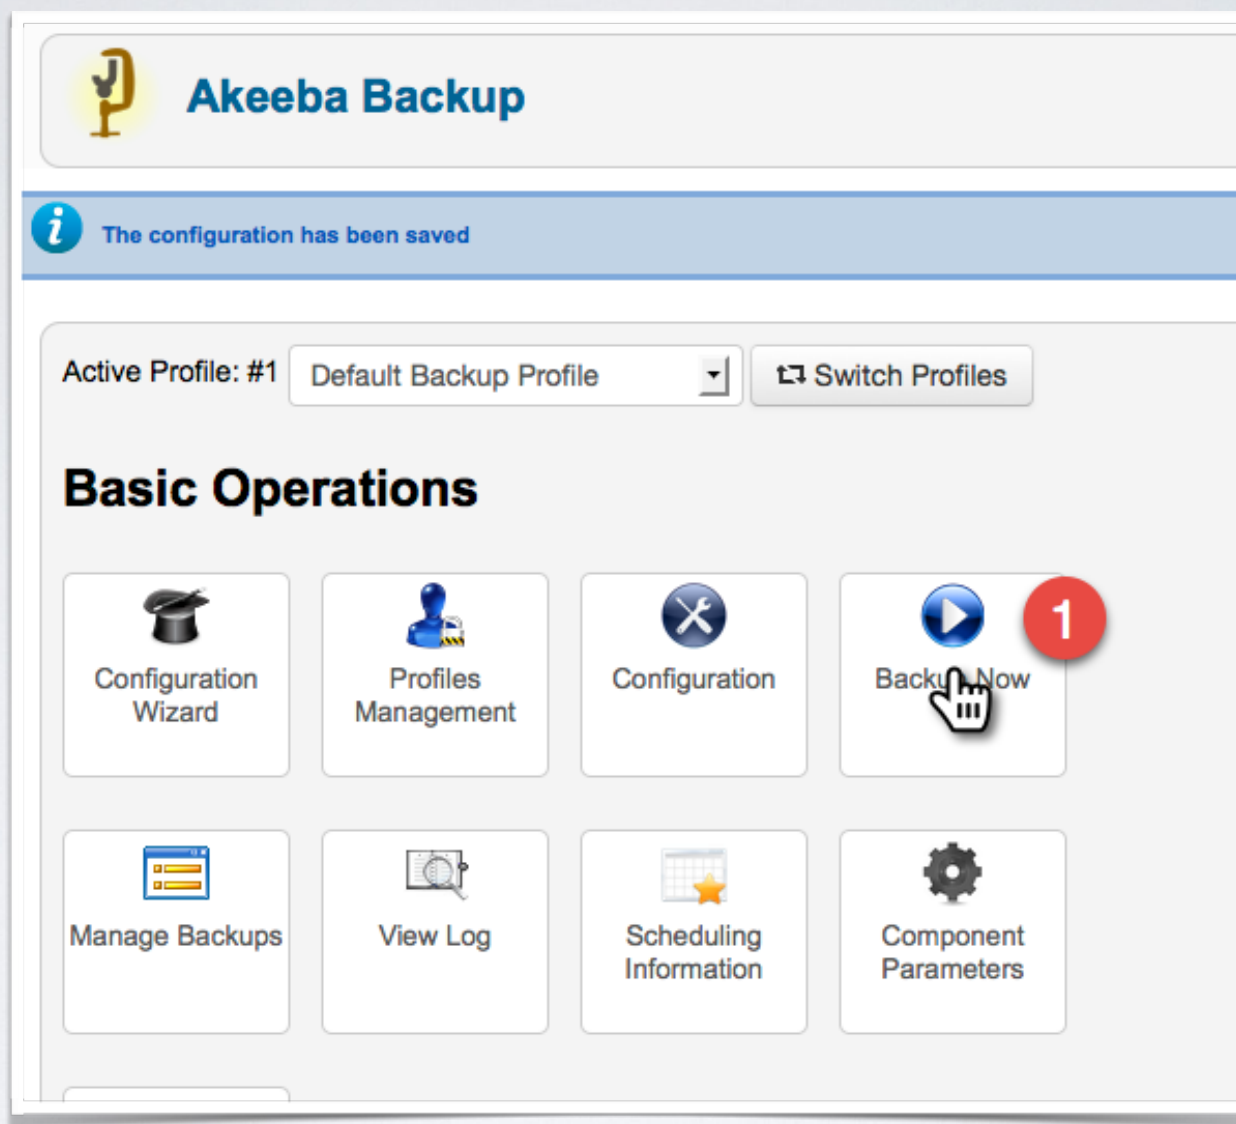 Akeeba Backup
The configuration has been saved
Active Profile: #1 Default Backup Profile Switch Profiles
Basic Operations
Configuration
Wizard
Profiles
Management
Configuration
Backup Now
1
Manage Backups
View Log
Scheduling
Information
Component
Parameters